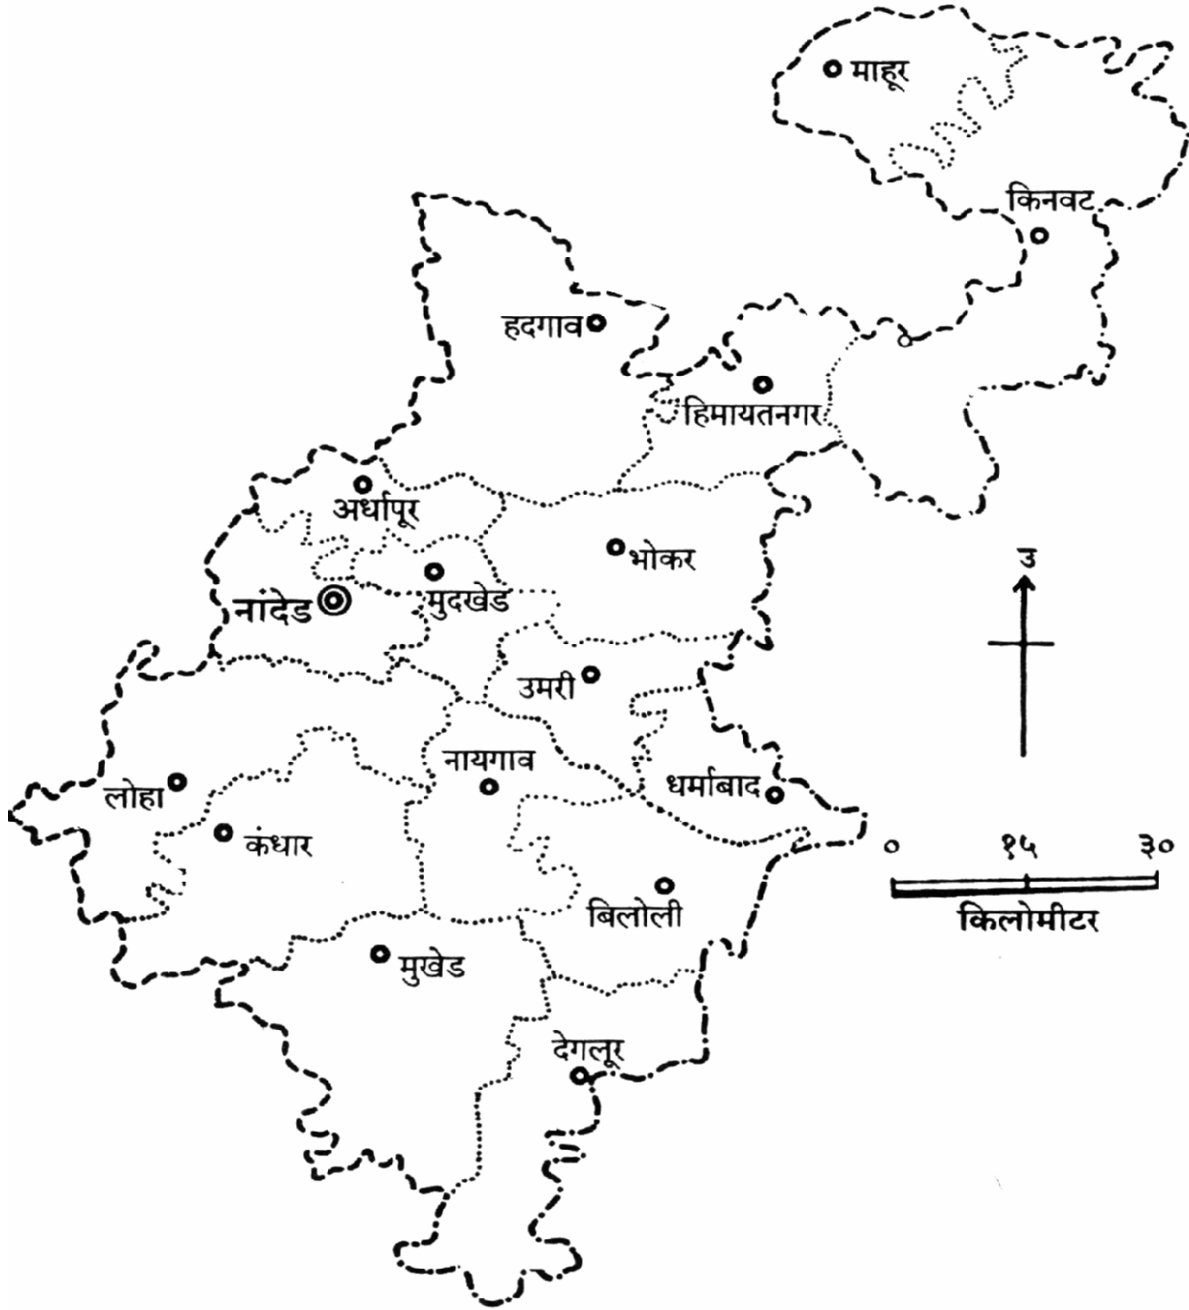 माहूर
किनवट
हदगाव
हिमायतनगर
अर्धापूर
भोकर
उ
मुदखेड
नांदेड
उमरी
नायगाव
धर्माबाद
लोहा
कंधार
० १५ ३०
किलोमीटर
बिलोली
मुखेड
देगलूर